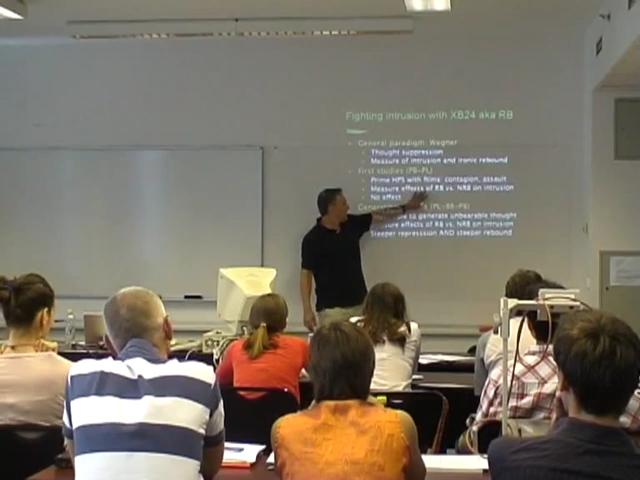 Fighting intrusion with XB24 aka RB
General paradigm: Wegner
Thought suppression
Measure of intrusion and ironic rebound
First studies (PB-PL)
Prime HPS with films: contagion, assault
Measure effects of RB vs. NRB on intrusion
No effect
to generate unbearable thought
effects of RB vs. NRB on intrusion
Steeper repression AND steeper rebound